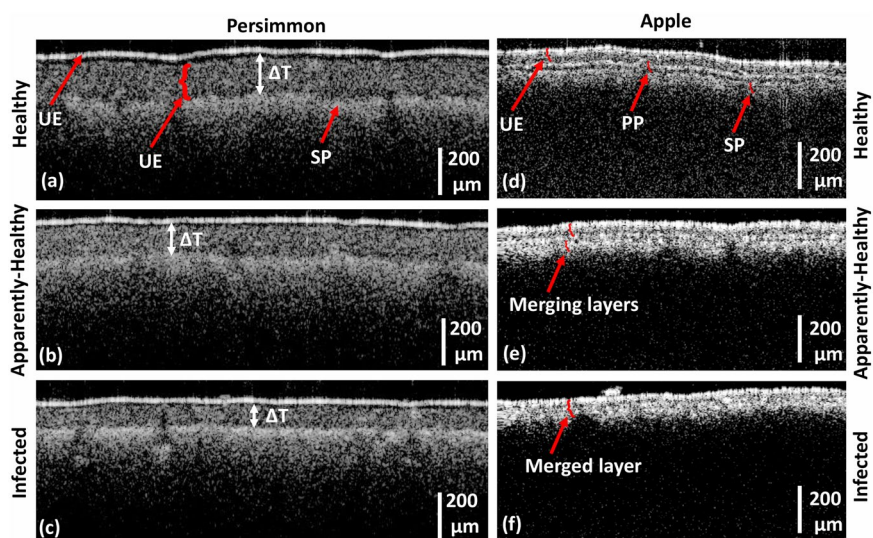 Persimmon
Apple
Healthy
UE
UE
ΔT
SP
(a)
200
μm
UE
PP
SP
(d)
200
μm
Healthy
Apparently-Healthy
ΔT
(b)
200
μm
Merging layers
(e)
200
μm
Apparently-Healthy
Infected
ΔT
(c)
200
μm
Merged layer
(f)
200
μm
Infected